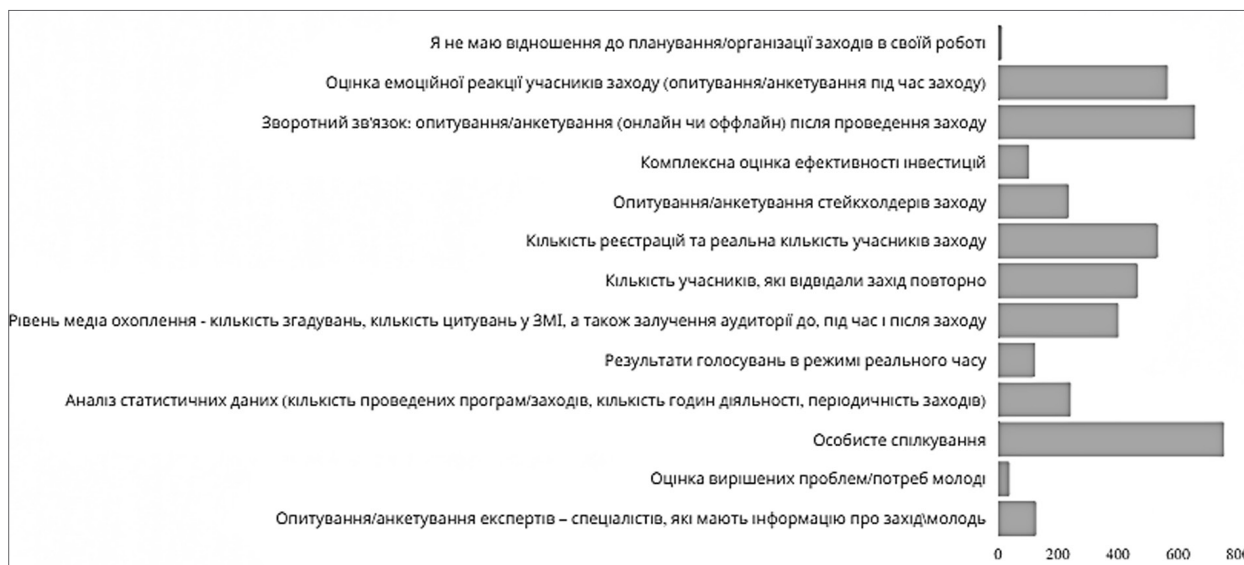 Я не маю відношення до планування/організації заходів в своїй роботі
Оцінка емоційної реакції учасників заходу (опитування/анкетування під час заходу)
Зворотний зв'язок: опитування/анкетування (онлайн чи оффлайн) після проведення заходу
Комплексна оцінка ефективності інвестицій
Опитування/анкетування стейкхолдерів заходу
Кількість реєстрацій та реальна кількість учасників заходу
Кількість учасників, які відвідали захід повторно
Рівень медіа охоплення - кількість згадувань, кількість цитувань у ЗМІ, а також залучення аудиторії до, під час і після заходу
Результати голосувань в режимі реального часу
Аналіз статистичних даних (кількість проведених програм/заходів, кількість годин діяльності, періодичність заходів)
Особисте спілкування
Оцінка вирішених проблем/потреб молоді
Опитування/анкетування експертів – спеціалістів, які мають інформацію про захід\молодь
0 200 400 600 800